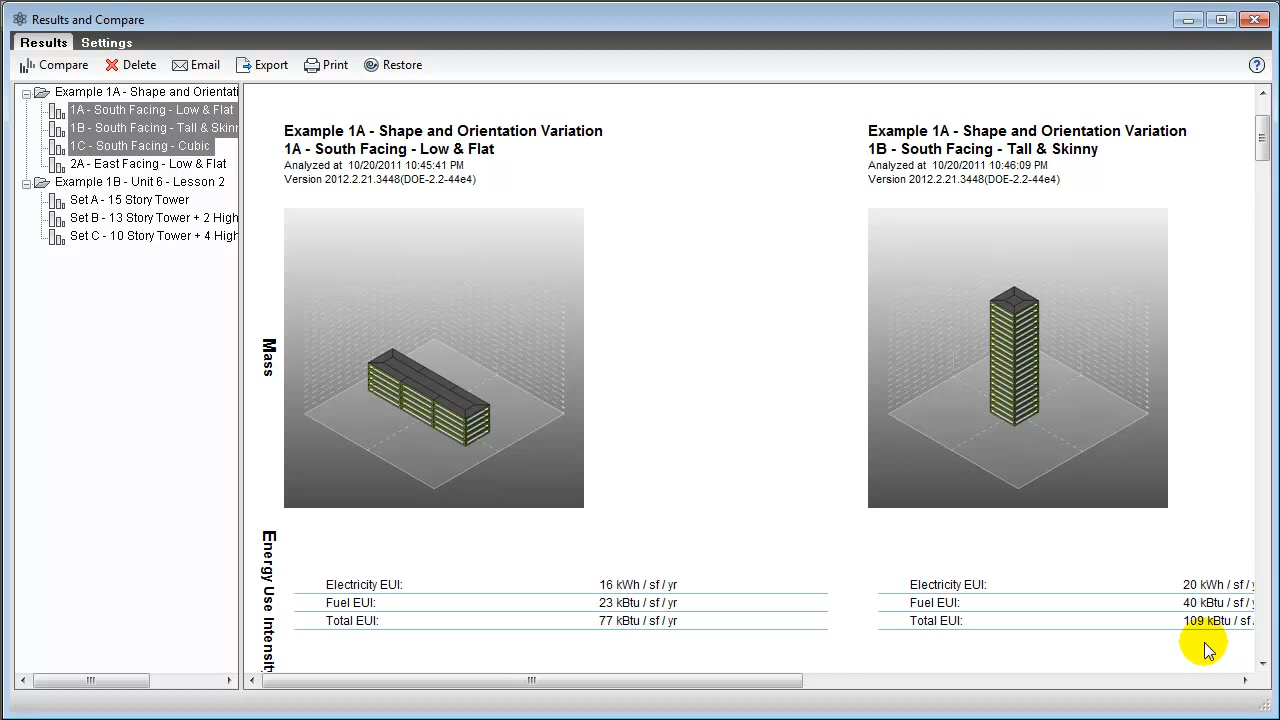 Results and Compare
Results Settings
Compare Delete Email Export Print Restore
Example 1A - Shape and Orientati
1A - South Facing - Low & Flat
1B - South Facing - Tall & Skinn
1C - South Facing - Cubic
2A - East Facing - Low & Flat
Example 1B - Unit 6 - Lesson 2
Set A - 15 Story Tower
Set B - 13 Story Tower + 2 High
Set C - 10 Story Tower + 4 High
Example 1A - Shape and Orientation Variation
1A - South Facing - Low & Flat
Analyzed at 10/20/2011 10:45:41 PM
Version 2012.2.21.3448(DOE-2.2-44e4)
Mass
Energy Use Intensity
Electricity EUI: 16 kWh / sf / yr
Fuel EUI: 23 kBtu / sf / yr
Total EUI: 77 kBtu / sf / yr
Example 1A - Shape and Orientation Variation
1B - South Facing - Tall & Skinny
Analyzed at 10/20/2011 10:46:09 PM
Version 2012.2.21.3448(DOE-2.2-44e4)
Electricity EUI: 20 kWh / sf / y
Fuel EUI: 40 kBtu / sf / y
Total EUI: 109 kBtu / sf